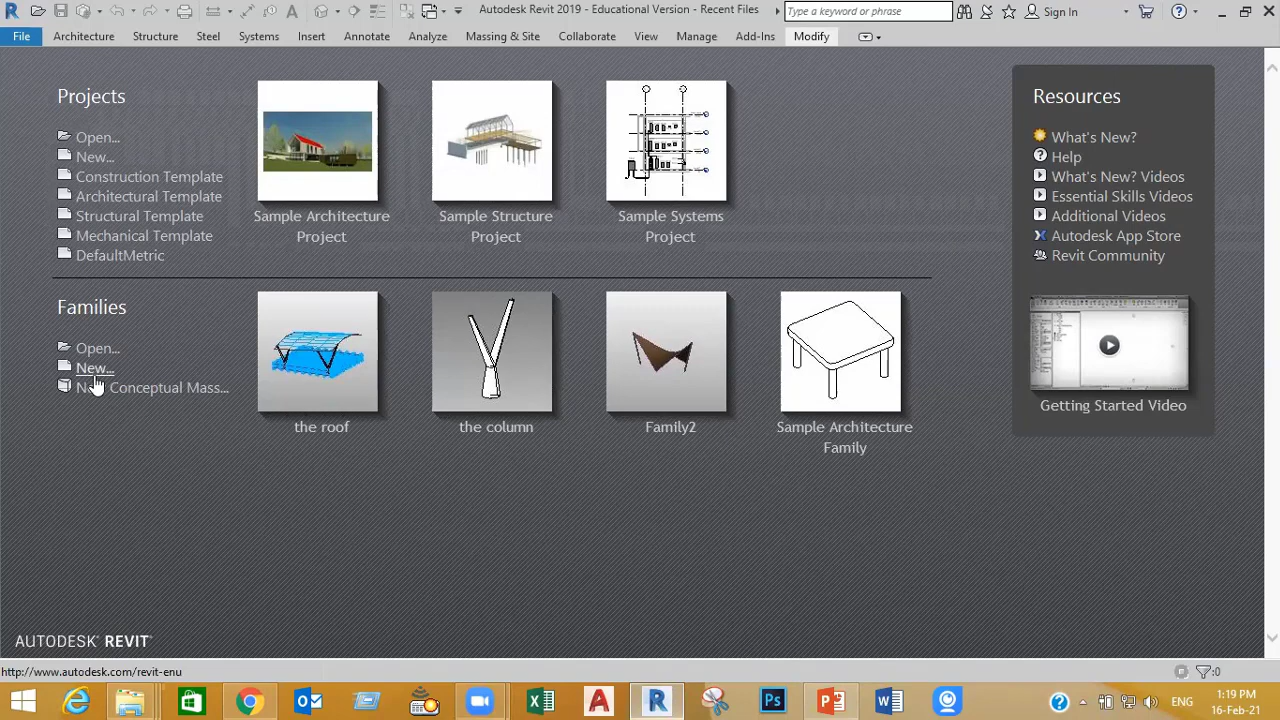 Autodesk Revit 2019 - Educational Version - Recent Files
Type a keyword or phrase
Sign In
File
Architecture
Structure
Steel
Systems
Insert
Annotate
Analyze
Massing & Site
Collaborate
View
Manage
Add-Ins
Modify
Projects
Open...
New...
Construction Template
Architectural Template
Structural Template
Mechanical Template
DefaultMetric
Sample Architecture
Project
Sample Structure
Project
Sample Systems
Project
Families
Open...
New...
Conceptual Mass...
the roof
the column
Family2
Sample Architecture
Family
Resources
What's New?
Help
What's New? Videos
Essential Skills Videos
Additional Videos
Autodesk App Store
Revit Community
Getting Started Video
AUTODESK® REVIT®
http://www.autodesk.com/revit-enu
:0
ENG
1:19 PM
16-Feb-21